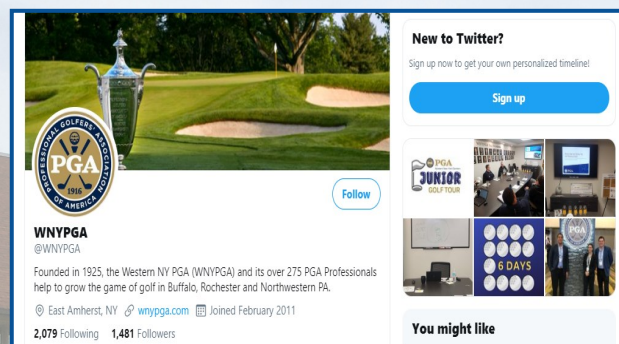 PROFESSIONAL GOLFERS' ASSOCIATION
PGA
1916
OF AMERICA
Follow
WNYPGA
@WNYPGA
Founded in 1925, the Western NY PGA (WNYPGA) and its over 275 PGA Professionals
help to grow the game of golf in Buffalo, Rochester and Northwestern PA.
East Amherst, NY wnypga.com Joined February 2011
2,079 Following 1,481 Followers
New to Twitter?
Sign up now to get your own personalized timeline!
Sign up
PGA
JUNIOR
GOLF TOUR
6 DAYS
PGA
You might like